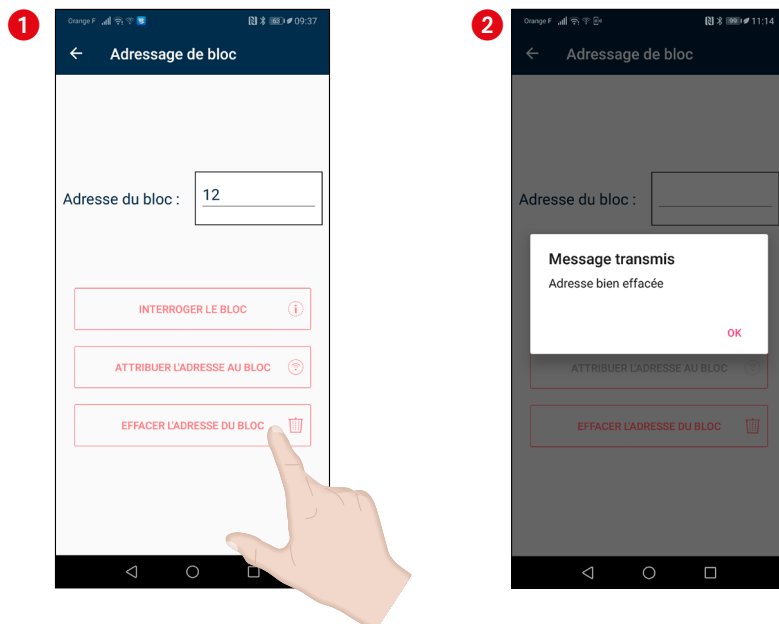 1
Orange F 63 09:37
Adressage de bloc
Adresse du bloc : 12
INTERROGER LE BLOC
ATTRIBUER L'ADRESSE AU BLOC
EFFACER L'ADRESSE DU BLOC
2
Orange F 99 11:14
Adressage de bloc
Adresse du bloc :
Message transmis
Adresse bien effacée
OK
ATTRIBUER L'ADRESSE AU BLOC
EFFACER L'ADRESSE DU BLOC